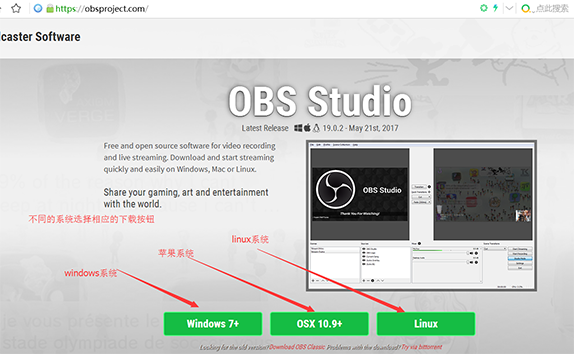 https://obsproject.com/
点此搜索
lcaster Software
OBS Studio
Latest Release 19.0.2 - May 21st, 2017
Free and open source software for video recording
and live streaming. Download and start streaming
quickly and easily on Windows, Mac or Linux.
Share your gaming, art and entertainment
with the world.
OBS Studio
Thank You For Watching!
不同的系统选择相应的下载按钮
linux系统
苹果系统
windows系统
Windows 7+
OSX 10.9+
Linux
Looking for the old version? Download OBS Classic. Problems with the download? Try via bittorrent